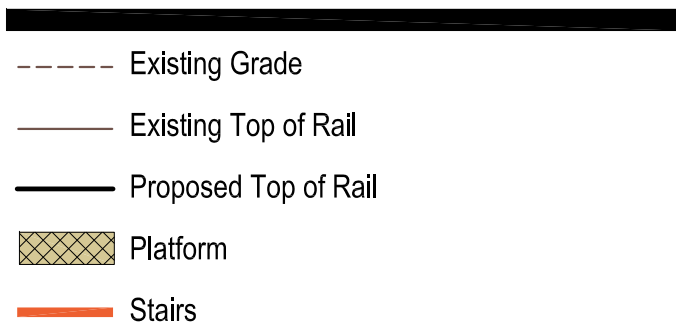 Existing Grade
Existing Top of Rail
Proposed Top of Rail
Platform
Stairs